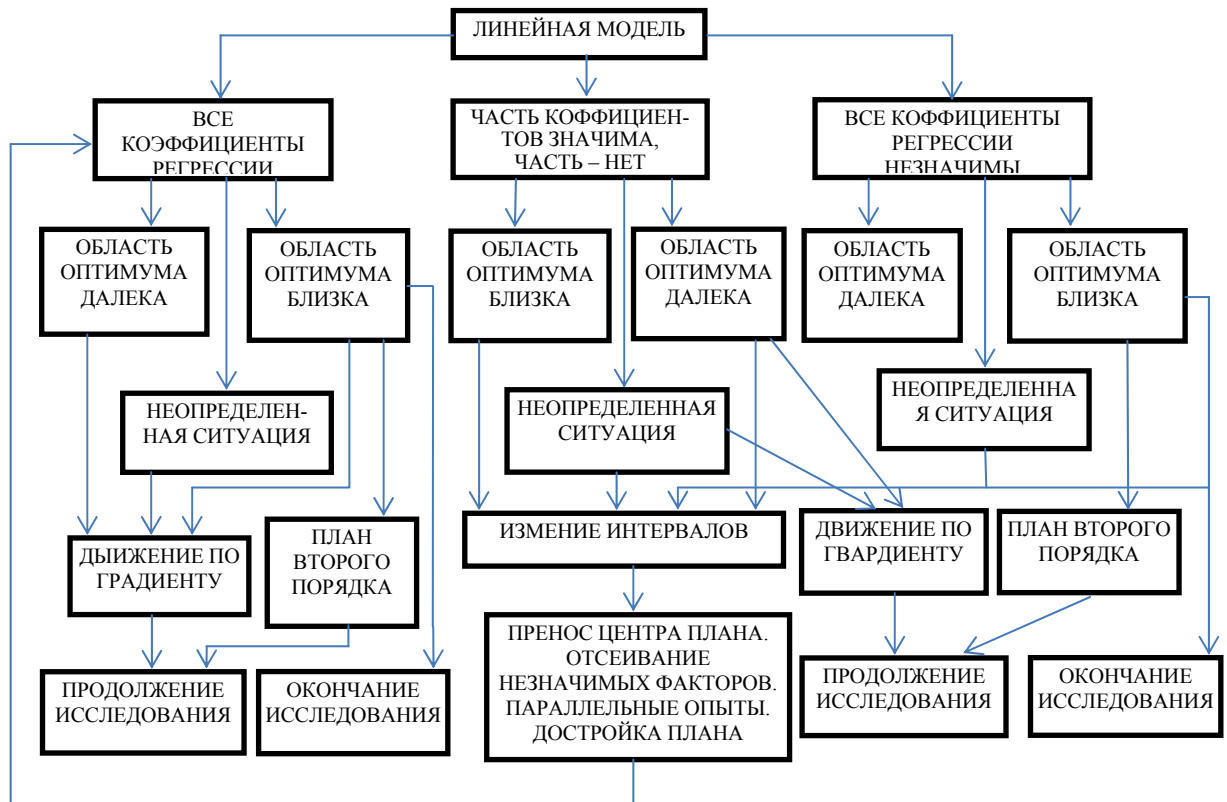 ЛИНЕЙНАЯ МОДЕЛЬ
ВСЕ
КОЭФФИЦИЕНТЫ
РЕГРЕССИИ
ЧАСТЬ КОФФИЦИЕН-
ТОВ ЗНАЧИМА,
ЧАСТЬ – НЕТ
ВСЕ КОФФИЦИЕНТЫ
РЕГРЕССИИ
НЕЗНАЧИМЫ
ОБЛАСТЬ
ОПТИМУМА
ДАЛЕКА
ОБЛАСТЬ
ОПТИМУМА
БЛИЗКА
ОБЛАСТЬ
ОПТИМУМА
БЛИЗКА
ОБЛАСТЬ
ОПТИМУМА
ДАЛЕКА
ОБЛАСТЬ
ОПТИМУМА
ДАЛЕКА
ОБЛАСТЬ
ОПТИМУМА
БЛИЗКА
НЕОПРЕДЕЛЕН-
НАЯ СИТУАЦИЯ
НЕОПРЕДЕЛЕННАЯ
СИТУАЦИЯ
НЕОПРЕДЕЛЕННА
Я СИТУАЦИЯ
ДЫИЖЕНИЕ ПО
ГРАДИЕНТУ
ПЛАН
ВТОРОГО
ПОРЯДКА
ИЗМЕНИЕ ИНТЕРВАЛОВ
ДВИЖЕНИЕ ПО
ГВАРДИЕНТУ
ПЛАН ВТОРОГО
ПОРЯДКА
ПРОДОЛЖЕНИЕ
ИССЛЕДОВАНИЯ
ОКОНЧАНИЕ
ИССЛЕДОВАНИЯ
ПРЕНОС ЦЕНТРА ПЛАНА.
ОТСЕИВАНИЕ
НЕЗНАЧИМЫХ ФАКТОРОВ.
ПАРАЛЛЕЛЬНЫЕ ОПЫТЫ.
ДОСТРОЙКА ПЛАНА
ПРОДОЛЖЕНИЕ
ИССЛЕДОВАНИЯ
ОКОНЧАНИЕ
ИССЛЕДОВАНИЯ